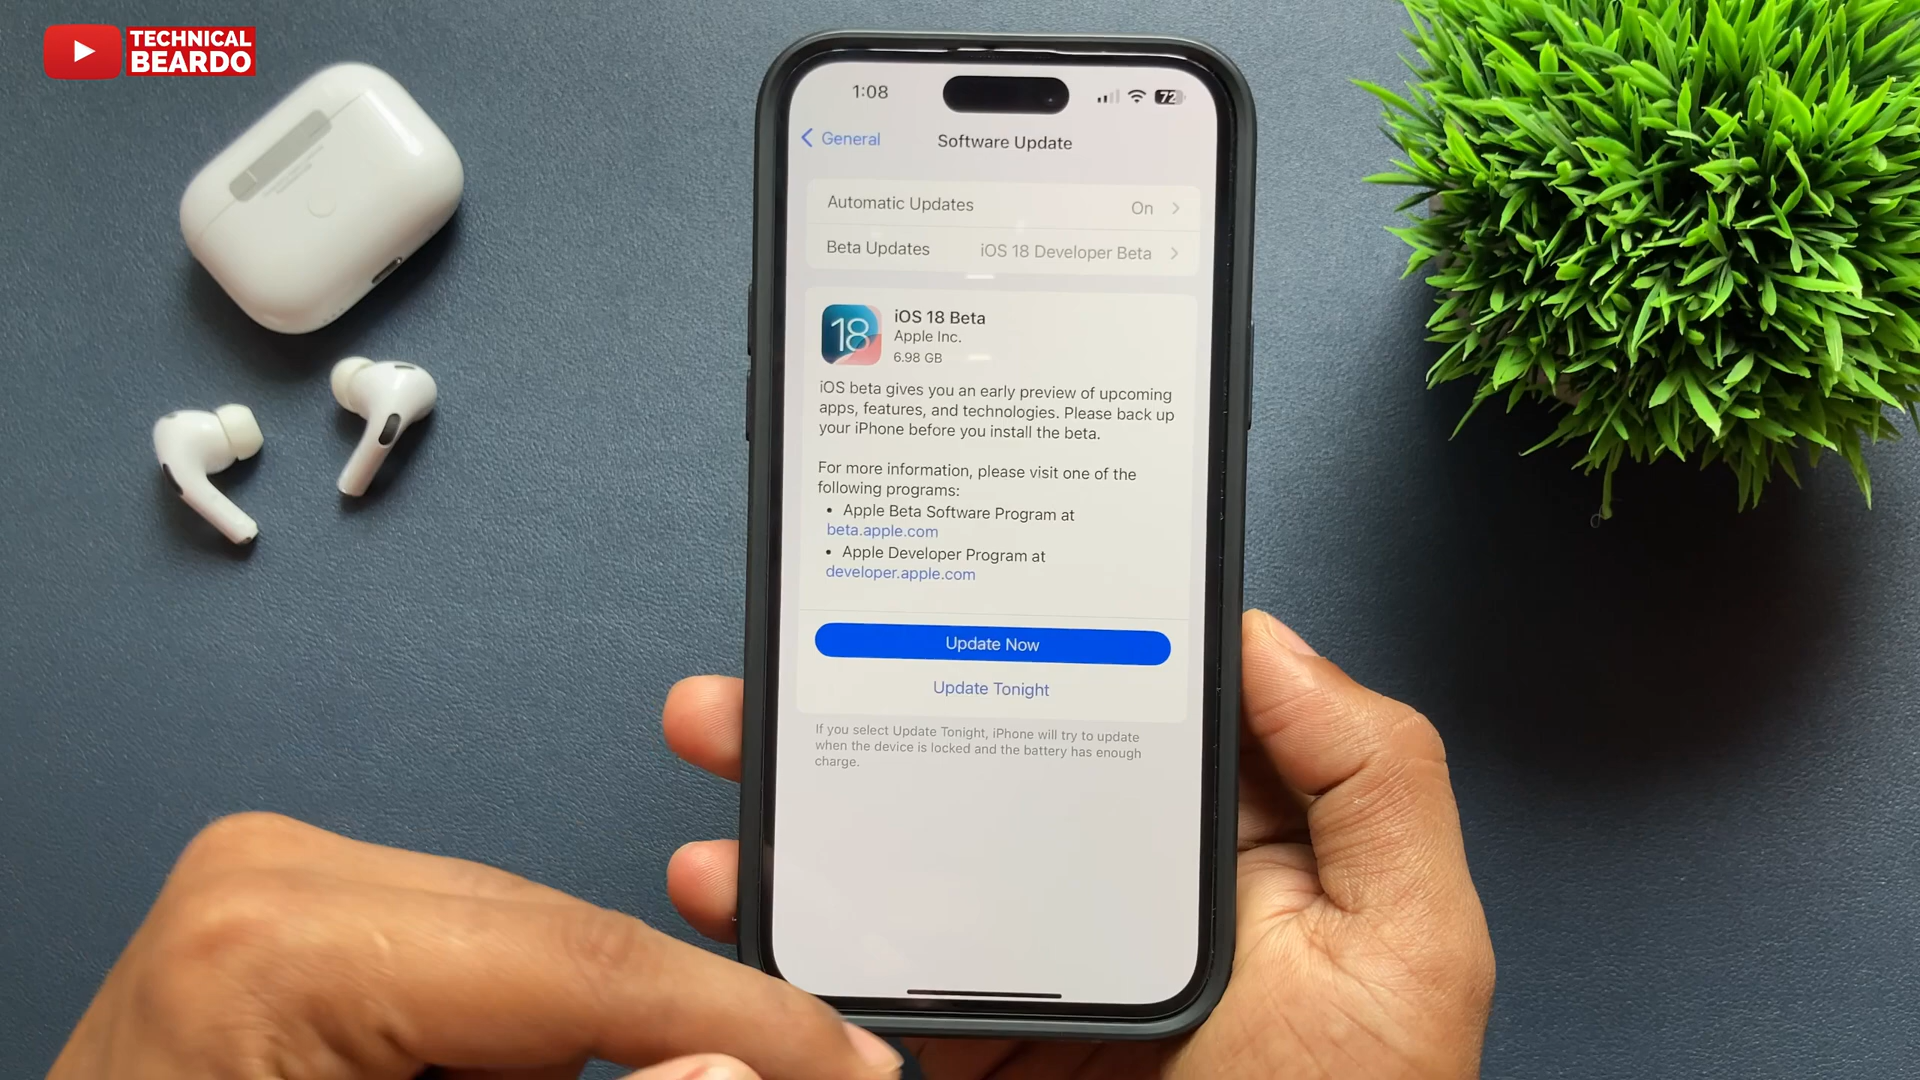 TECHNICAL
BEARDO
1:08
72
General
Software Update
Automatic Updates On
Beta Updates iOS 18 Developer Beta
18
iOS 18 Beta
Apple Inc.
6.98 GB
iOS beta gives you an early preview of upcoming
apps, features, and technologies. Please back up
your iPhone before you install the beta.
For more information, please visit one of the
following programs:
• Apple Beta Software Program at
beta.apple.com
• Apple Developer Program at
developer.apple.com
Update Now
Update Tonight
If you select Update Tonight, iPhone will try to update
when the device is locked and the battery has enough
charge.